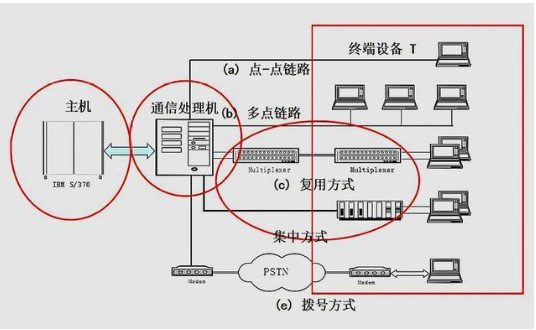 终端设备 T
(a) 点-点链路
主机
通信处理机
(b) 多点链路
IBM S/370
Multiplexer
Multiplexer
(c) 复用方式
集中方式
PSTN
Modem
Modem
(e) 拨号方式